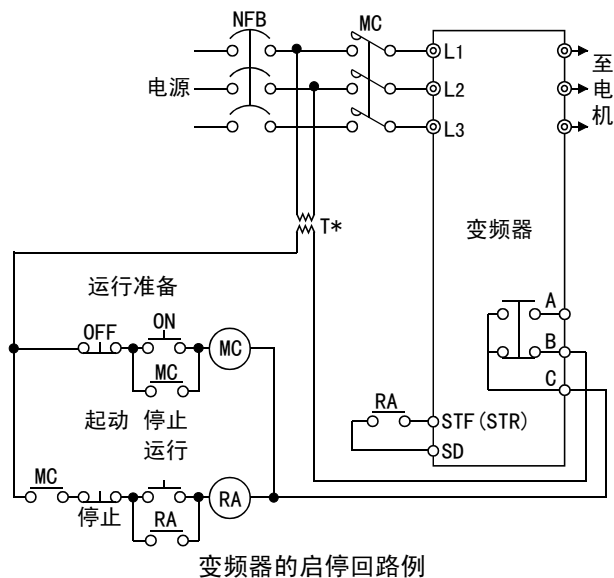 NFB
MC
L1
电源
L2
L3
至电机
T*
变频器
运行准备
OFF
ON
MC
MC
A
B
C
起动 停止
运行
RA
STF(STR)
SD
MC
停止
RA
RA
变频器的启停回路例